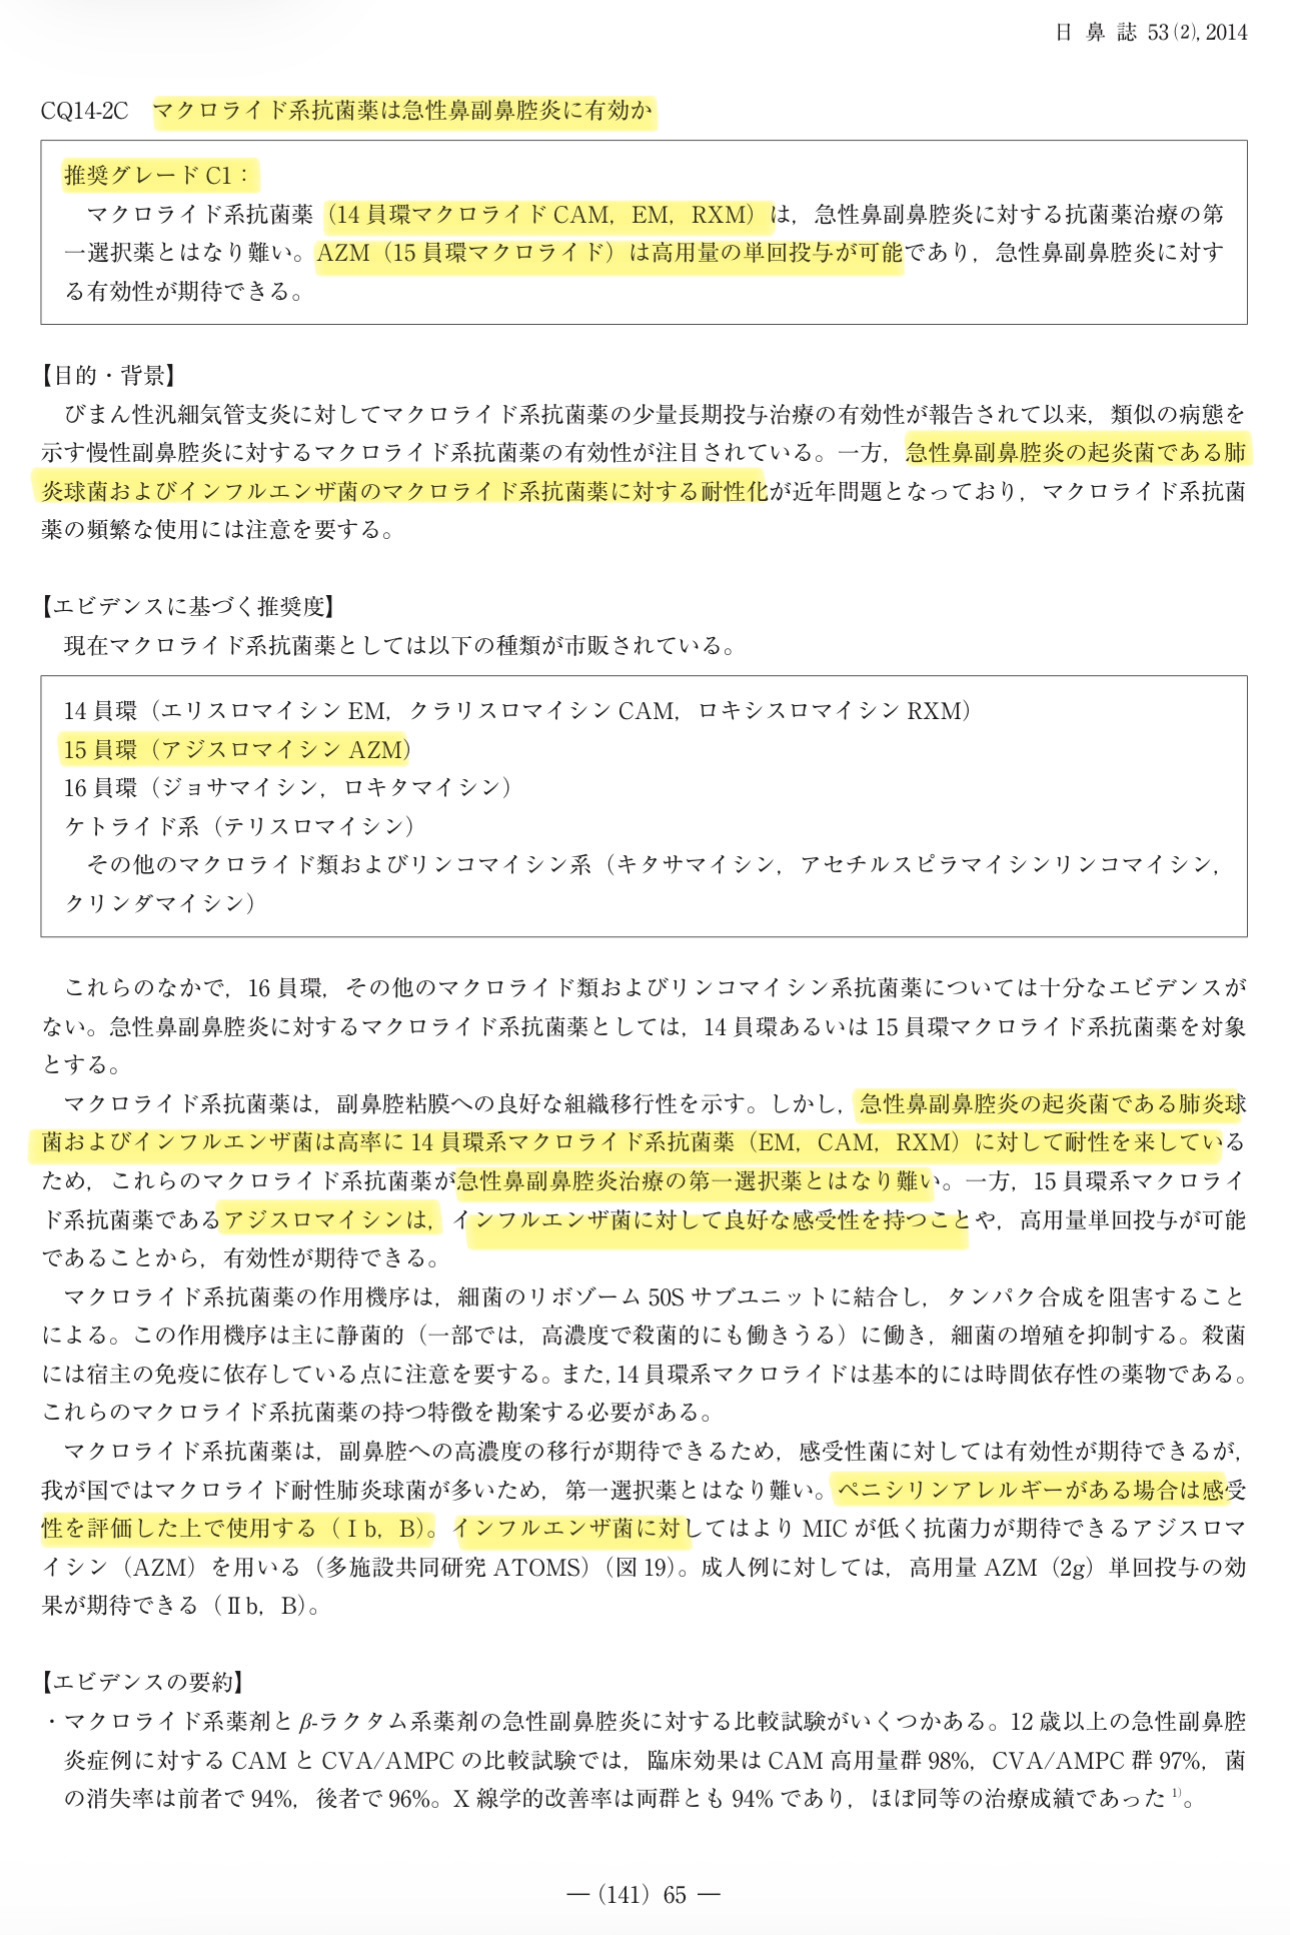 日 鼻 誌 53（2），2014
CQ14-2C　マクロライド系抗菌薬は急性鼻副鼻腔炎に有効か
推奨グレード C1：
マクロライド系抗菌薬（14 員環マクロライド CAM，EM，RXM）は，急性鼻副鼻腔炎に対する抗菌薬治療の第
一選択薬とはなり難い。AZM（15 員環マクロライド）は高用量の単回投与が可能であり，急性鼻副鼻腔炎に対す
る有効性が期待できる。
【目的・背景】
びまん性汎細気管支炎に対してマクロライド系抗菌薬の少量長期投与治療の有効性が報告されて以来，類似の病態を
示す慢性副鼻腔炎に対するマクロライド系抗菌薬の有効性が注目されている。一方，急性鼻副鼻腔炎の起炎菌である肺
炎球菌およびインフルエンザ菌のマクロライド系抗菌薬に対する耐性化が近年問題となっており，マクロライド系抗菌
薬の頻繁な使用には注意を要する。
【エビデンスに基づく推奨度】
現在マクロライド系抗菌薬としては以下の種類が市販されている。
14 員環（エリスロマイシン EM，クラリスロマイシン CAM，ロキシスロマイシン RXM）
15 員環（アジスロマイシン AZM）
16 員環（ジョサマイシン，ロキタマイシン）
ケトライド系（テリスロマイシン）
その他のマクロライド類およびリンコマイシン系（キタサマイシン，アセチルスピラマイシンリンコマイシン，
クリンダマイシン）
これらのなかで，16 員環，その他のマクロライド類およびリンコマイシン系抗菌薬については十分なエビデンスが
ない。急性鼻副鼻腔炎に対するマクロライド系抗菌薬としては，14 員環あるいは 15 員環マクロライド系抗菌薬を対象
とする。
マクロライド系抗菌薬は，副鼻腔粘膜への良好な組織移行性を示す。しかし，急性鼻副鼻腔炎の起炎菌である肺炎球
菌およびインフルエンザ菌は高率に 14 員環系マクロライド系抗菌薬（EM，CAM，RXM）に対して耐性を来している
ため，これらのマクロライド系抗菌薬が急性鼻副鼻腔炎治療の第一選択薬とはなり難い。一方，15 員環系マクロライ
ド系抗菌薬であるアジスロマイシンは，インフルエンザ菌に対して良好な感受性を持つことや，高用量単回投与が可能
であることから，有効性が期待できる。
マクロライド系抗菌薬の作用機序は，細菌のリボゾーム 50S サブユニットに結合し，タンパク合成を阻害すること
による。この作用機序は主に静菌的（一部では，高濃度で殺菌的にも働きうる）に働き，細菌の増殖を抑制する。殺菌
には宿主の免疫に依存している点に注意を要する。また，14 員環系マクロライドは基本的には時間依存性の薬物である。
これらのマクロライド系抗菌薬の持つ特徴を勘案する必要がある。
マクロライド系抗菌薬は，副鼻腔への高濃度の移行が期待できるため，感受性菌に対しては有効性が期待できるが，
我が国ではマクロライド耐性肺炎球菌が多いため，第一選択薬とはなり難い。ペニシリンアレルギーがある場合は感受
性を評価した上で使用する（Ⅰb，B）。インフルエンザ菌に対してはより MIC が低く抗菌力が期待できるアジスロマ
イシン（AZM）を用いる（多施設共同研究 ATOMS）（図 19）。成人例に対しては，高用量 AZM（2g）単回投与の効
果が期待できる（Ⅱb，B）。
【エビデンスの要約】
・マクロライド系薬剤と β-ラクタム系薬剤の急性副鼻腔炎に対する比較試験がいくつかある。12 歳以上の急性副鼻腔
炎症例に対する CAM と CVA/AMPC の比較試験では，臨床効果は CAM 高用量群 98%，CVA/AMPC 群 97%，菌
の消失率は前者で 94%，後者で 96%。X 線学的改善率は両群とも 94% であり，ほぼ同等の治療成績であった 1）。
―（141）65 ―